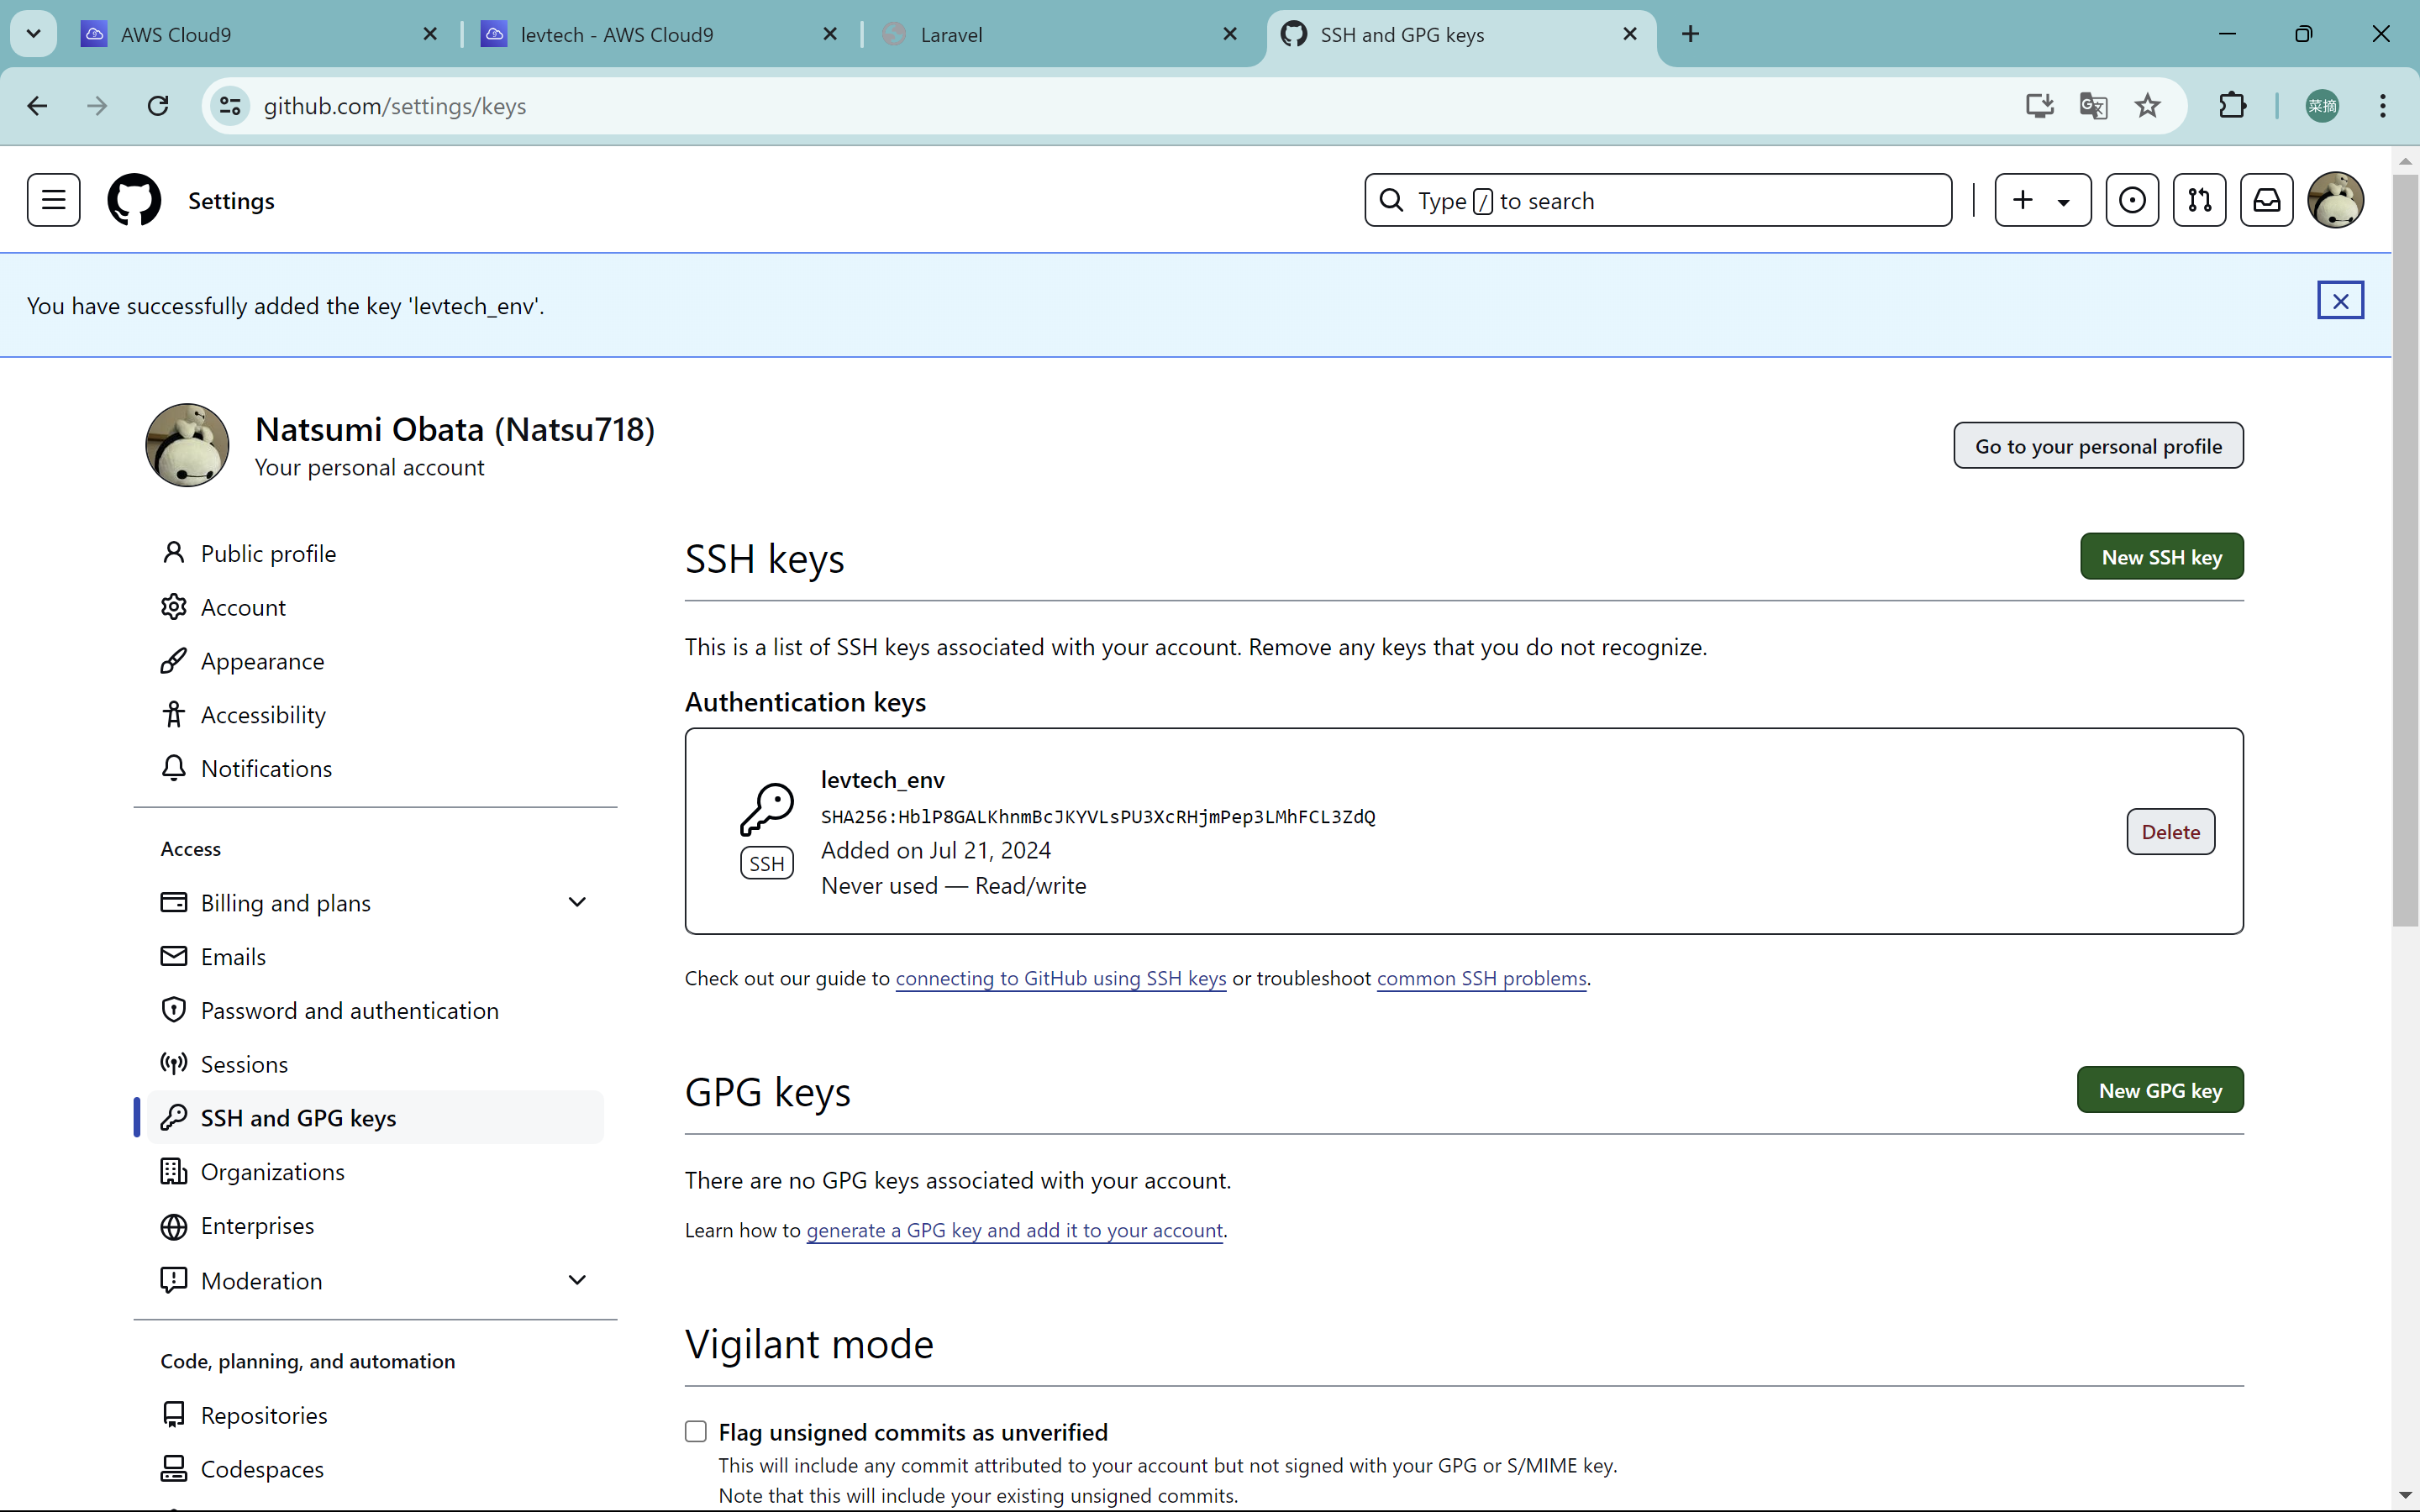 AWS Cloud9
levtech - AWS Cloud9
Laravel
SSH and GPG keys
github.com/settings/keys
菜摘
Settings
Type / to search
You have successfully added the key 'levtech_env'.
Natsumi Obata (Natsu718)
Your personal account
Go to your personal profile
Public profile
Account
Appearance
Accessibility
Notifications
Access
Billing and plans
Emails
Password and authentication
Sessions
SSH and GPG keys
Organizations
Enterprises
Moderation
Code, planning, and automation
Repositories
Codespaces
SSH keys
New SSH key
This is a list of SSH keys associated with your account. Remove any keys that you do not recognize.
Authentication keys
levtech_env
SHA256:HblP8GALKhnmBcJKYVLsPU3XcRHjmPep3LMhFCL3ZdQ
Added on Jul 21, 2024
Never used — Read/write
SSH
Delete
Check out our guide to connecting to GitHub using SSH keys or troubleshoot common SSH problems.
GPG keys
New GPG key
There are no GPG keys associated with your account.
Learn how to generate a GPG key and add it to your account.
Vigilant mode
Flag unsigned commits as unverified
This will include any commit attributed to your account but not signed with your GPG or S/MIME key.
Note that this will include your existing unsigned commits.